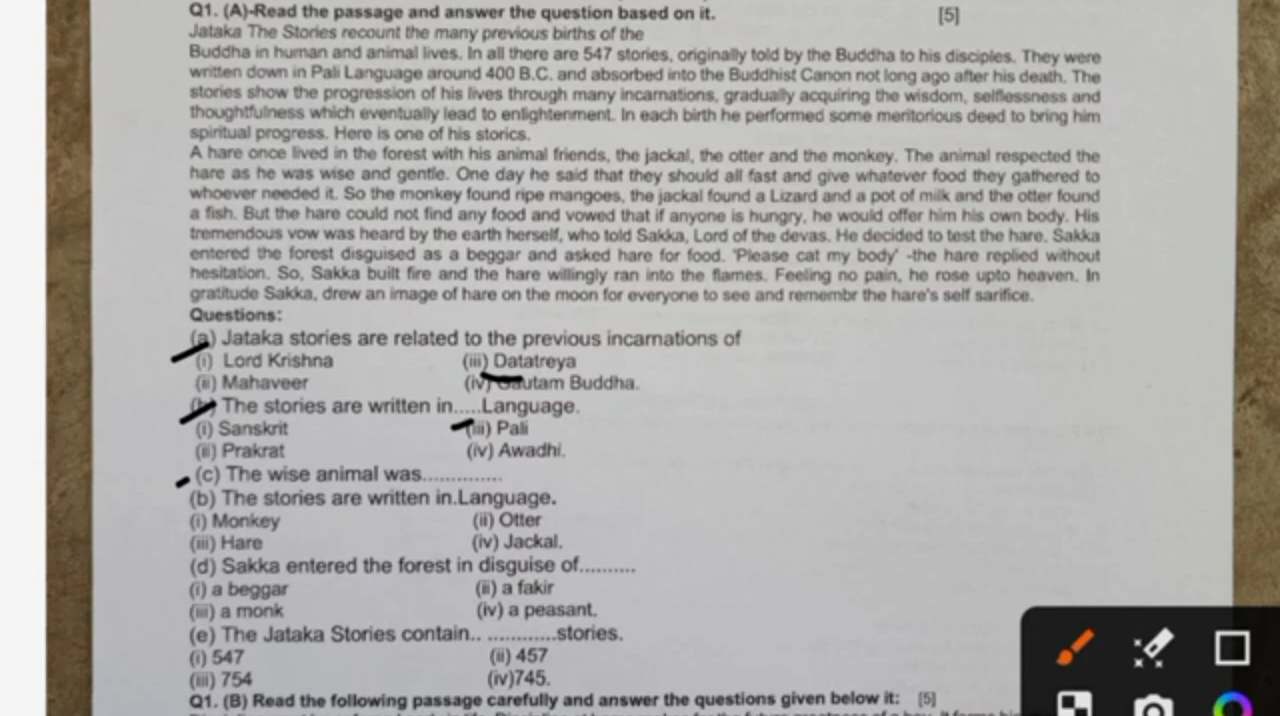 Q1. (A)-Read the passage and answer the question based on it. [5]
Jataka The Stories recount the many previous births of the
Buddha in human and animal lives. In all there are 547 stories, originally told by the Buddha to his disciples. They were
written down in Pali Language around 400 B.C. and absorbed into the Buddhist Canon not long ago after his death. The
stories show the progression of his lives through many incarnations, gradually acquiring the wisdom, selflessness and
thoughtfulness which eventually lead to enlightenment. In each birth he performed some meritorious deed to bring him
spiritual progress. Here is one of his storics.
A hare once lived in the forest with his animal friends, the jackal, the otter and the monkey. The animal respected the
hare as he was wise and gentle. One day he said that they should all fast and give whatever food they gathered to
whoever needed it. So the monkey found ripe mangoes, the jackal found a Lizard and a pot of milk and the otter found
a fish. But the hare could not find any food and vowed that if anyone is hungry, he would offer him his own body. His
tremendous vow was heard by the earth herself, who told Sakka, Lord of the devas. He decided to test the hare. Sakka
entered the forest disguised as a beggar and asked hare for food. 'Please cat my body' -the hare replied without
hesitation. So, Sakka built fire and the hare willingly ran into the flames. Feeling no pain, he rose upto heaven. In
gratitude Sakka, drew an image of hare on the moon for everyone to see and remembr the hare's self sarifice.
Questions:
(a) Jataka stories are related to the previous incarnations of
(i) Lord Krishna (iii) Datatreya
(ii) Mahaveer (iv) Gautam Buddha.
(b) The stories are written in.....Language.
(i) Sanskrit (iii) Pali
(ii) Prakrat (iv) Awadhi.
(c) The wise animal was..............
(b) The stories are written in.Language.
(i) Monkey (ii) Otter
(iii) Hare (iv) Jackal.
(d) Sakka entered the forest in disguise of..........
(i) a beggar (ii) a fakir
(iii) a monk (iv) a peasant.
(e) The Jataka Stories contain.. ............stories.
(i) 547 (ii) 457
(iii) 754 (iv)745.
Q1. (B) Read the following passage carefully and answer the questions given below it: [5]